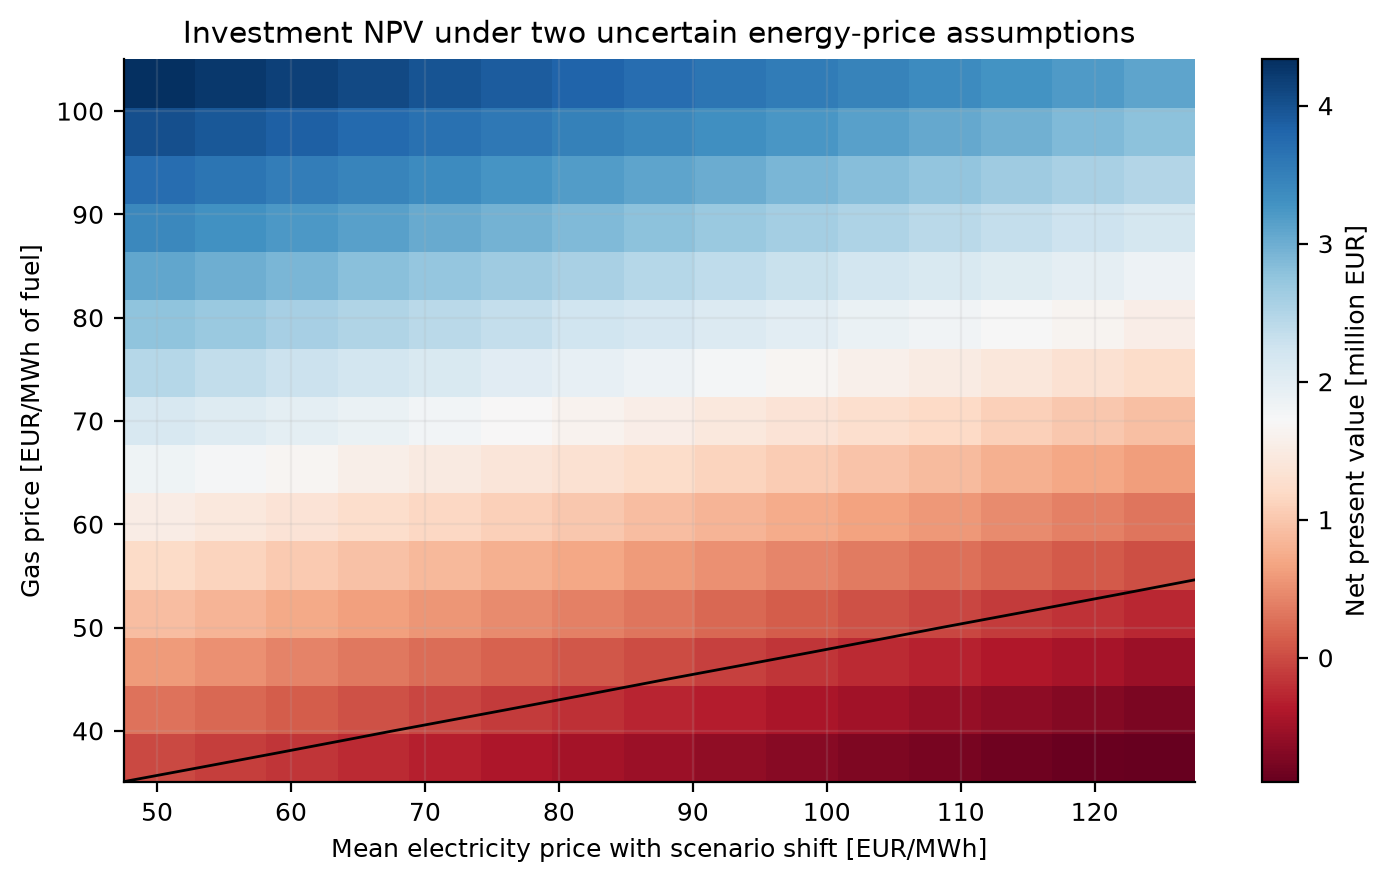 Investment NPV under two uncertain energy-price assumptions
Gas price [EUR/MWh of fuel]
100
90
80
70
60
50
40
50 60 70 80 90 100 110 120
Mean electricity price with scenario shift [EUR/MWh]
4
3
2
1
0
Net present value [million EUR]